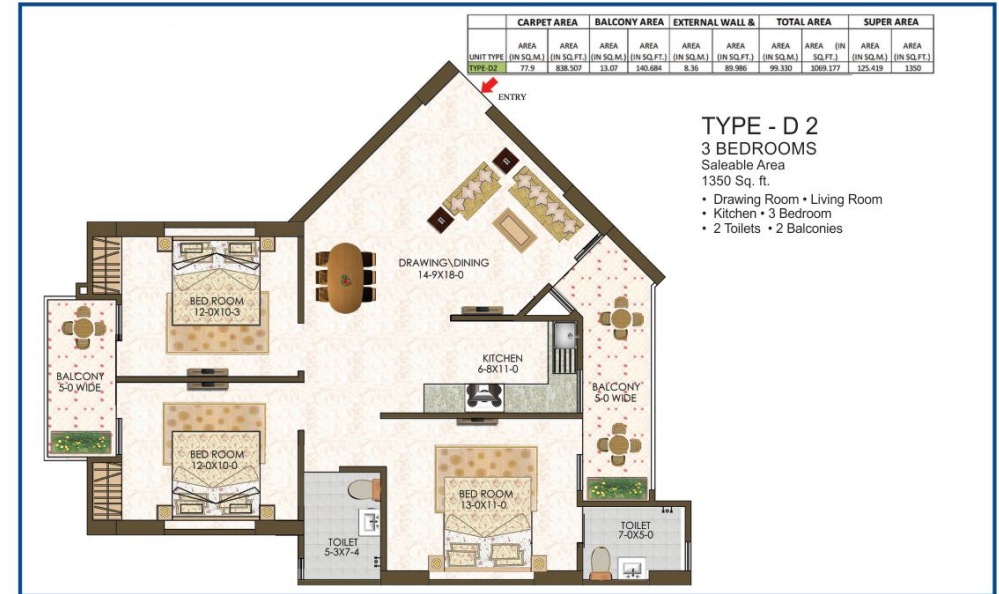 CARPET AREA BALCONY AREA EXTERNAL WALL & TOTAL AREA SUPER AREA
UNIT TYPE AREA (IN SQ.M.) AREA (IN SQ.FT.) AREA (IN SQ.M.) AREA (IN SQ.FT.) AREA (IN SQ.M.) AREA (IN SQ.FT.) AREA (IN SQ.M.) AREA (IN SQ.FT.) AREA (IN SQ.M.) AREA (IN SQ.FT.)
TYPE-D2 77.9 838.507 13.07 140.684 8.36 89.986 99.330 1069.177 125.419 1350
ENTRY
TYPE - D 2
3 BEDROOMS
Saleable Area
1350 Sq. ft.
• Drawing Room • Living Room
• Kitchen • 3 Bedroom
• 2 Toilets • 2 Balconies
DRAWING\DINING
14-9X18-0
BED ROOM
12-0X10-3
KITCHEN
6-8X11-0
BALCONY
5-0 WIDE
BALCONY
5-0 WIDE
BED ROOM
12-0X10-0
BED ROOM
13-0X11-0
TOILET
5-3X7-4
TOILET
7-0X5-0